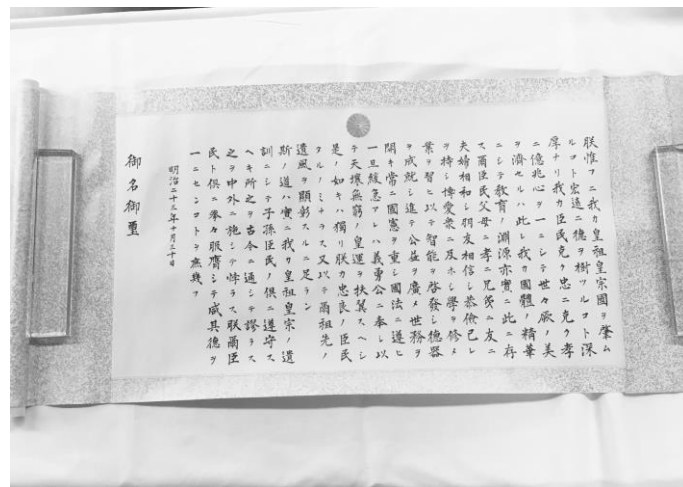 朕惟フニ我カ皇祖皇宗國ヲ肇ム
ルコト宏遠ニ德ヲ樹ツルコト深
厚ナリ我カ臣民克ク忠ニ克ク孝
ニ億兆心ヲ一ニシテ世々厥ノ美
ヲ濟セルハ此レ我カ國體ノ精華
ニシテ教育ノ淵源亦實ニ此ニ存
ス爾臣民父母ニ孝ニ兄弟ニ友ニ
夫婦相和シ朋友相信シ恭儉己レ
ヲ持シ博愛衆ニ及ホシ學ヲ修メ
業ヲ習ヒ以テ智能ヲ啓發シ德器
ヲ成就シ進テ公益ヲ廣メ世務ヲ
開キ常ニ國憲ヲ重シ國法ニ遵ヒ
一旦緩急アレハ義勇公ニ奉シ以
テ天壤無窮ノ皇運ヲ扶翼スヘシ
是ノ如キハ獨リ朕カ忠良ノ臣民
タルノミナラス又以テ爾祖先ノ
遺風ヲ顯彰スルニ足ラン
斯ノ道ハ實ニ我カ皇祖皇宗ノ遺
訓ニシテ子孫臣民ノ俱ニ遵守ス
ヘキ所之ヲ古今ニ通シテ謬ラス
之ヲ中外ニ施シテ悖ラス朕爾臣
民ト俱ニ拳々服膺シテ咸其德ヲ
一ニセンコトヲ庶幾フ
明治二十三年十月三十日
御名御璽